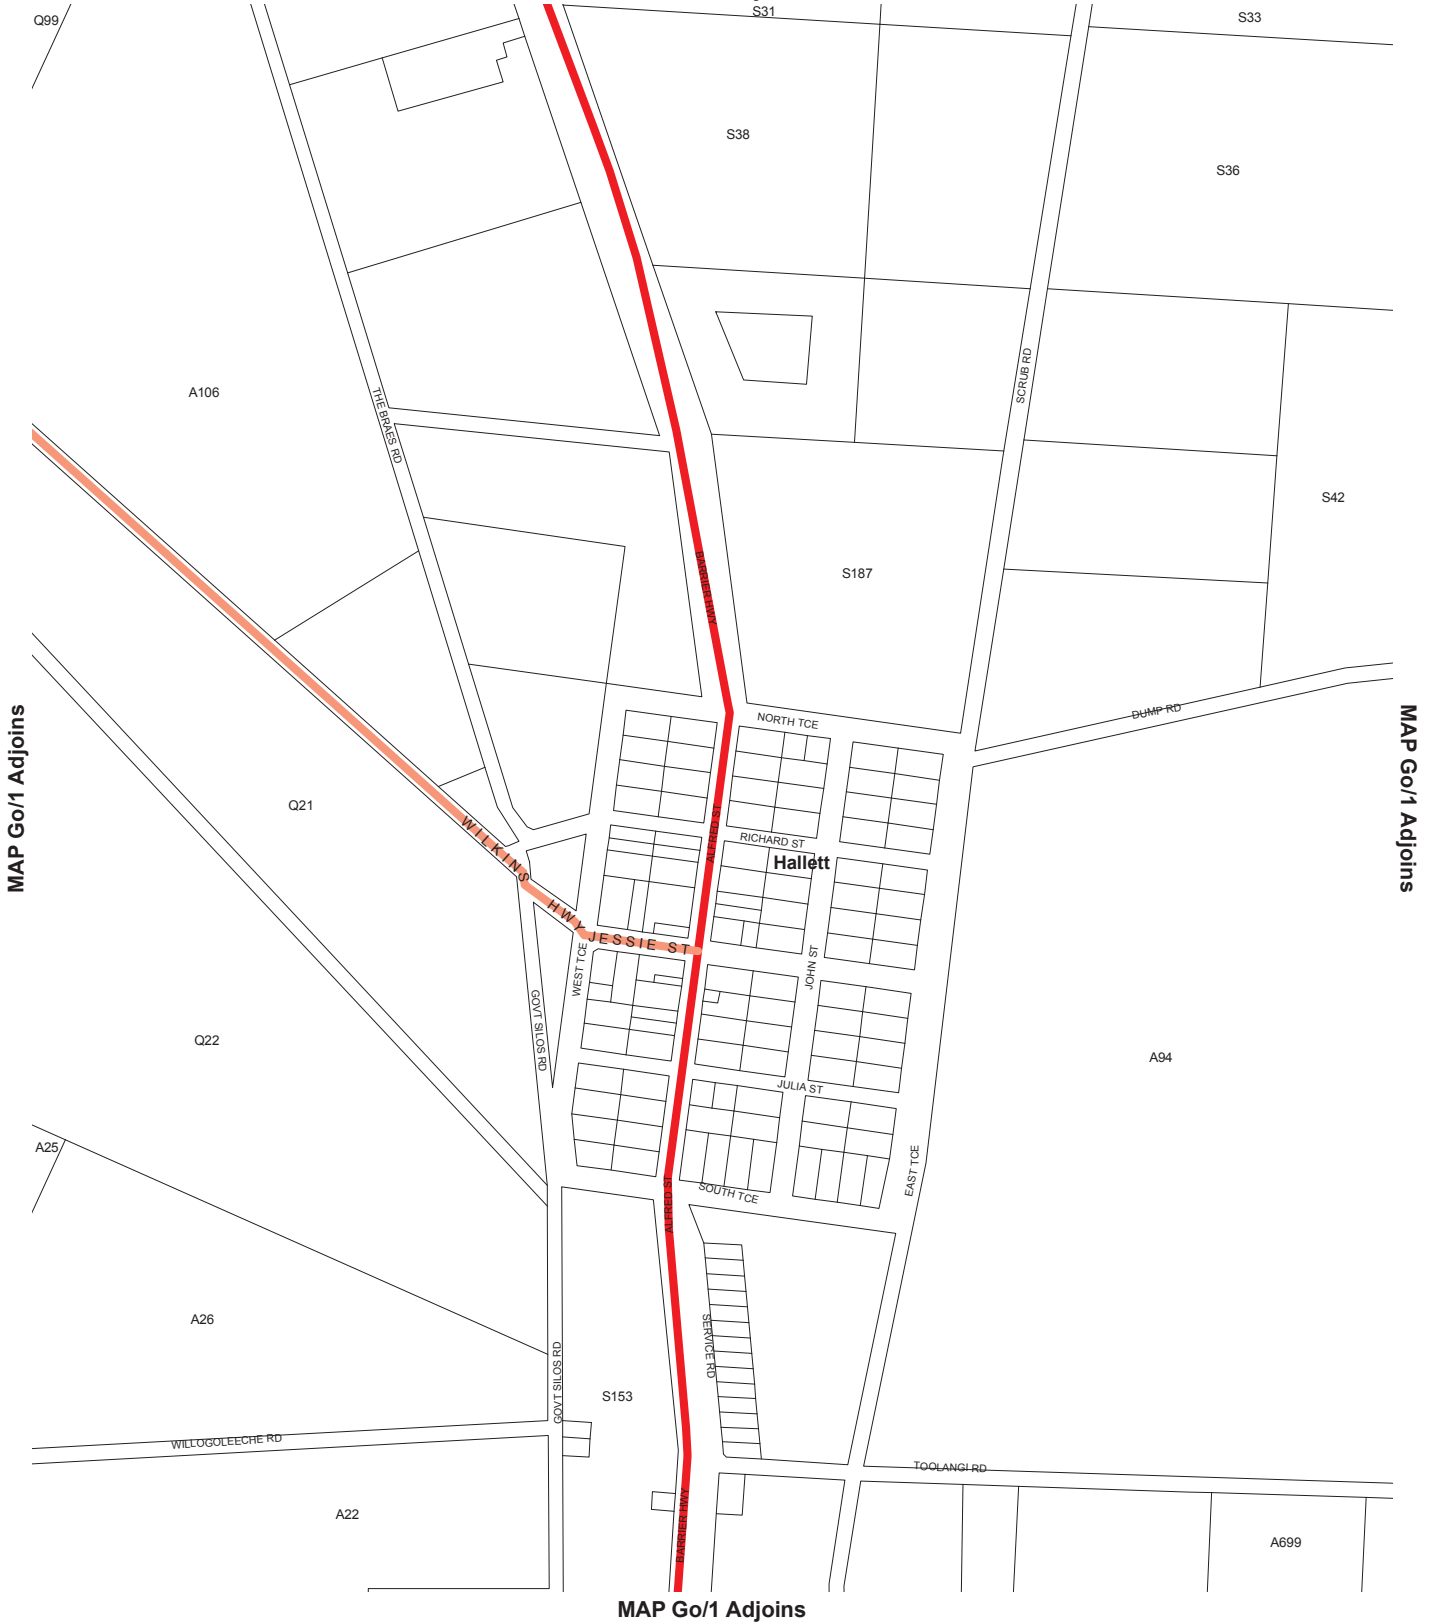 Q99
S31
S33
S38
S36
A106
THE BRAES RD
SCRUB RD
S42
BARRIER HWY
S187
NORTH TCE
DUMP RD
MAP Go/1 Adjoins
MAP Go/1 Adjoins
Q21
WILKINS HWY
ALFRED ST
RICHARD ST
Hallett
JESSIE ST
WEST TCE
JOHN ST
GOVT SILOS RD
Q22
A94
JULIA ST
A25
EAST TCE
SOUTH TCE
ALFRED ST
A26
SERVICE RD
GOVT SILOS RD
S153
WILLOGOLEECHE RD
TOOLANGI RD
A22
BARRIER HWY
A699
MAP Go/1 Adjoins